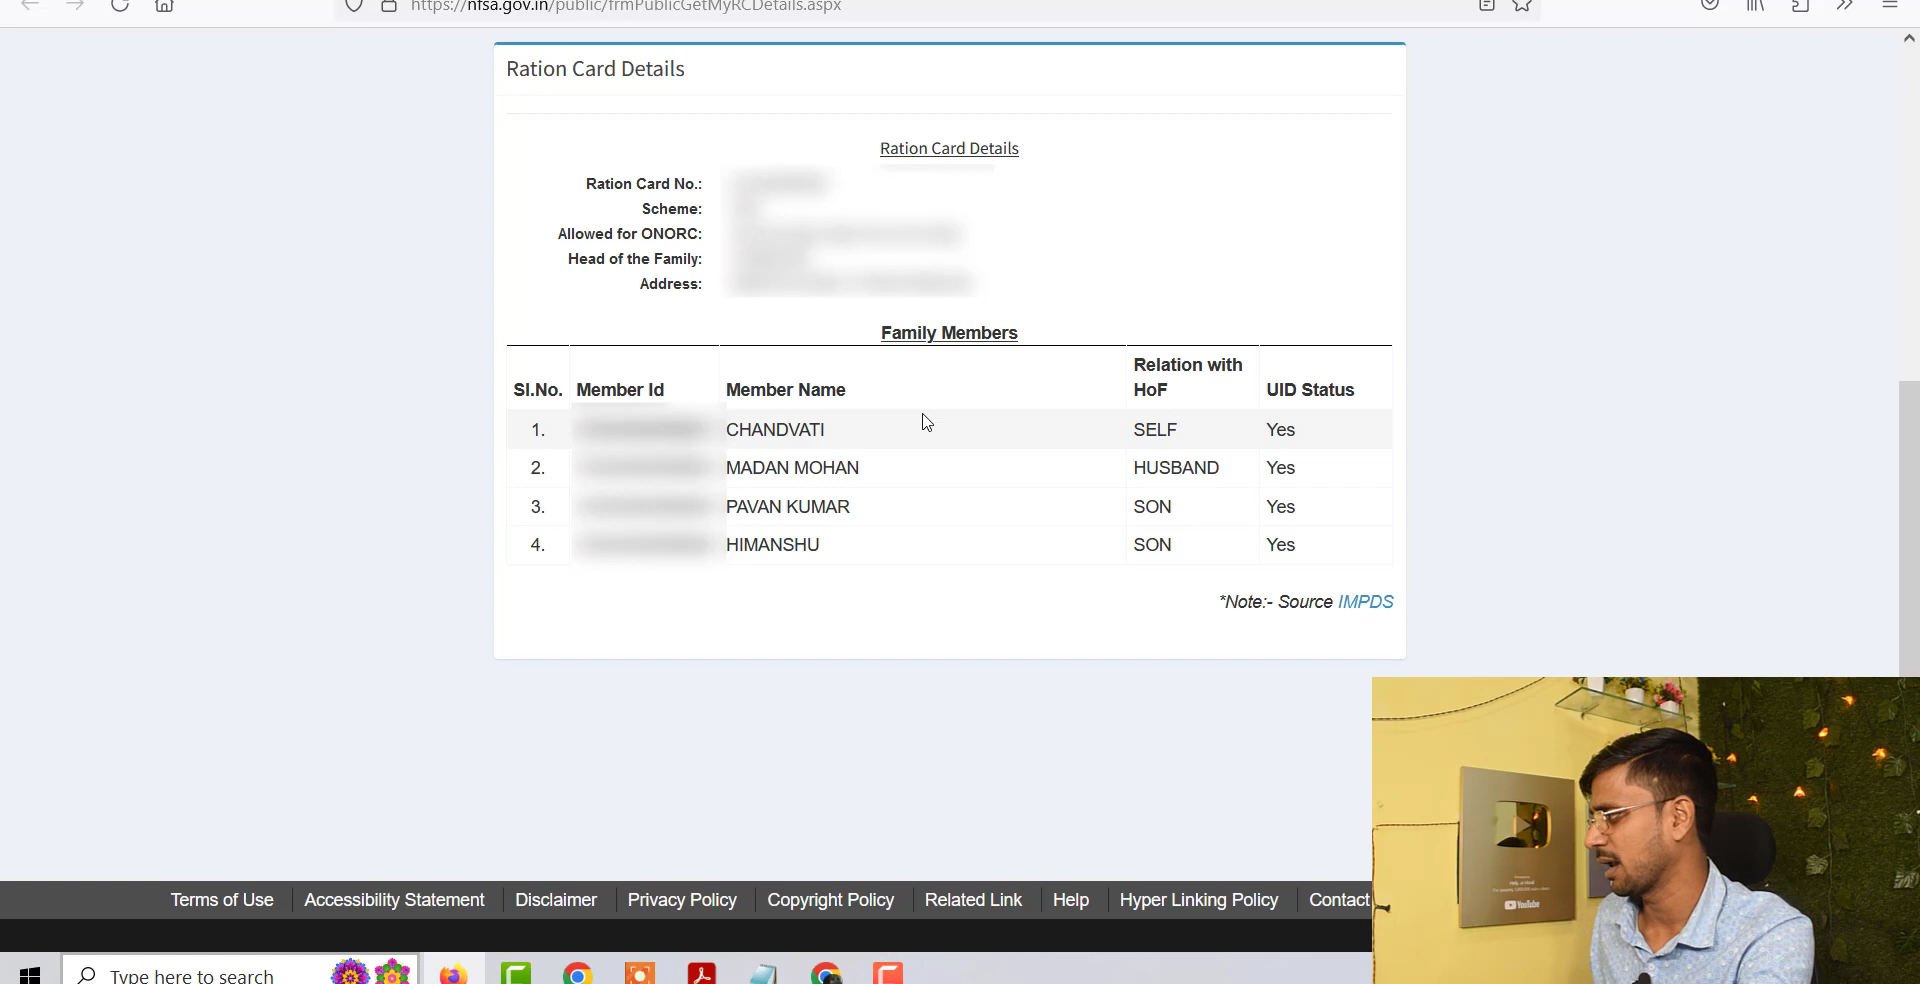 https://nfsa.gov.in/public/frmPublicGetMyRCDetails.aspx
Ration Card Details
Ration Card Details
Ration Card No.:
Scheme:
Allowed for ONORC:
Head of the Family:
Address:
Family Members
Sl.No. Member Id Member Name Relation with HoF UID Status
1. CHANDVATI SELF Yes
2. MADAN MOHAN HUSBAND Yes
3. PAVAN KUMAR SON Yes
4. HIMANSHU SON Yes
*Note:- Source IMPDS
Terms of Use Accessibility Statement Disclaimer Privacy Policy Copyright Policy Related Link Help Hyper Linking Policy Contact
YouTube
Type here to search